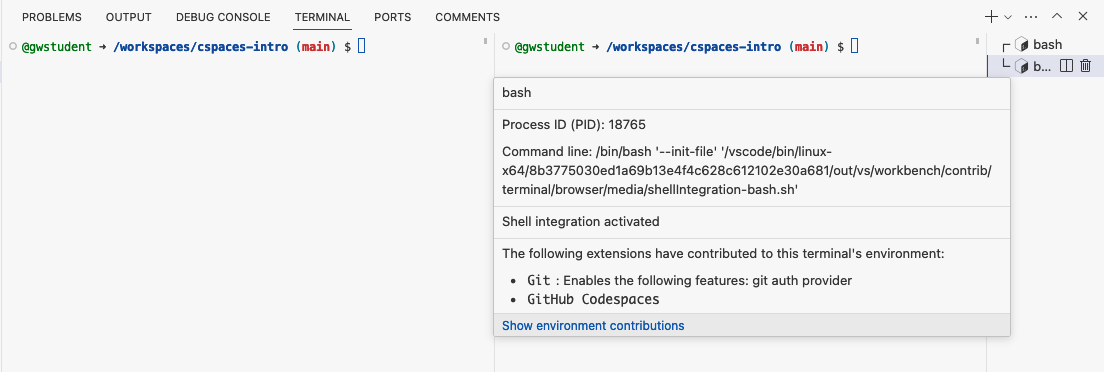 PROBLEMS OUTPUT DEBUG CONSOLE TERMINAL PORTS COMMENTS
@gwstudent ➜ /workspaces/cspaces-intro (main) $
@gwstudent ➜ /workspaces/cspaces-intro (main) $
bash
b...
bash
Process ID (PID): 18765
Command line: /bin/bash '--init-file' '/vscode/bin/linux-
x64/8b3775030ed1a69b13e4f4c628c612102e30a681/out/vs/workbench/contrib/
terminal/browser/media/shellIntegration-bash.sh'
Shell integration activated
The following extensions have contributed to this terminal's environment:
• Git : Enables the following features: git auth provider
• GitHub Codespaces
Show environment contributions